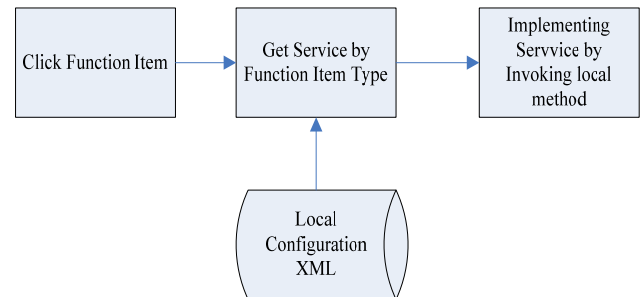 Click Function Item
Get Service by
Function Item Type
Implementing
Servvice by
Invoking local
method
Local
Configuration
XML